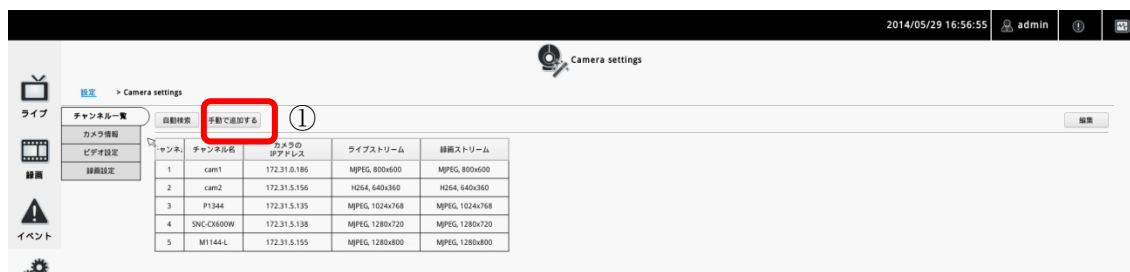 2014/05/29 16:56:55 admin
Camera settings
設定 > Camera settings
ライブ
チャンネル一覧
カメラ情報
ビデオ設定
録画設定
自動検索 手動で追加する ① 編集
チャンネ. チャンネル名 カメラの IPアドレス ライブストリーム 録画ストリーム
1 cam1 172.31.0.186 MJPEG, 800x600 MJPEG, 800x600
2 cam2 172.31.5.156 H264, 640x360 H264, 640x360
3 P1344 172.31.5.135 MJPEG, 1024x768 MJPEG, 1024x768
4 SNC-CX600W 172.31.5.138 MJPEG, 1280x720 MJPEG, 1280x720
5 M1144-L 172.31.5.155 MJPEG, 1280x800 MJPEG, 1280x800
録画
イベント